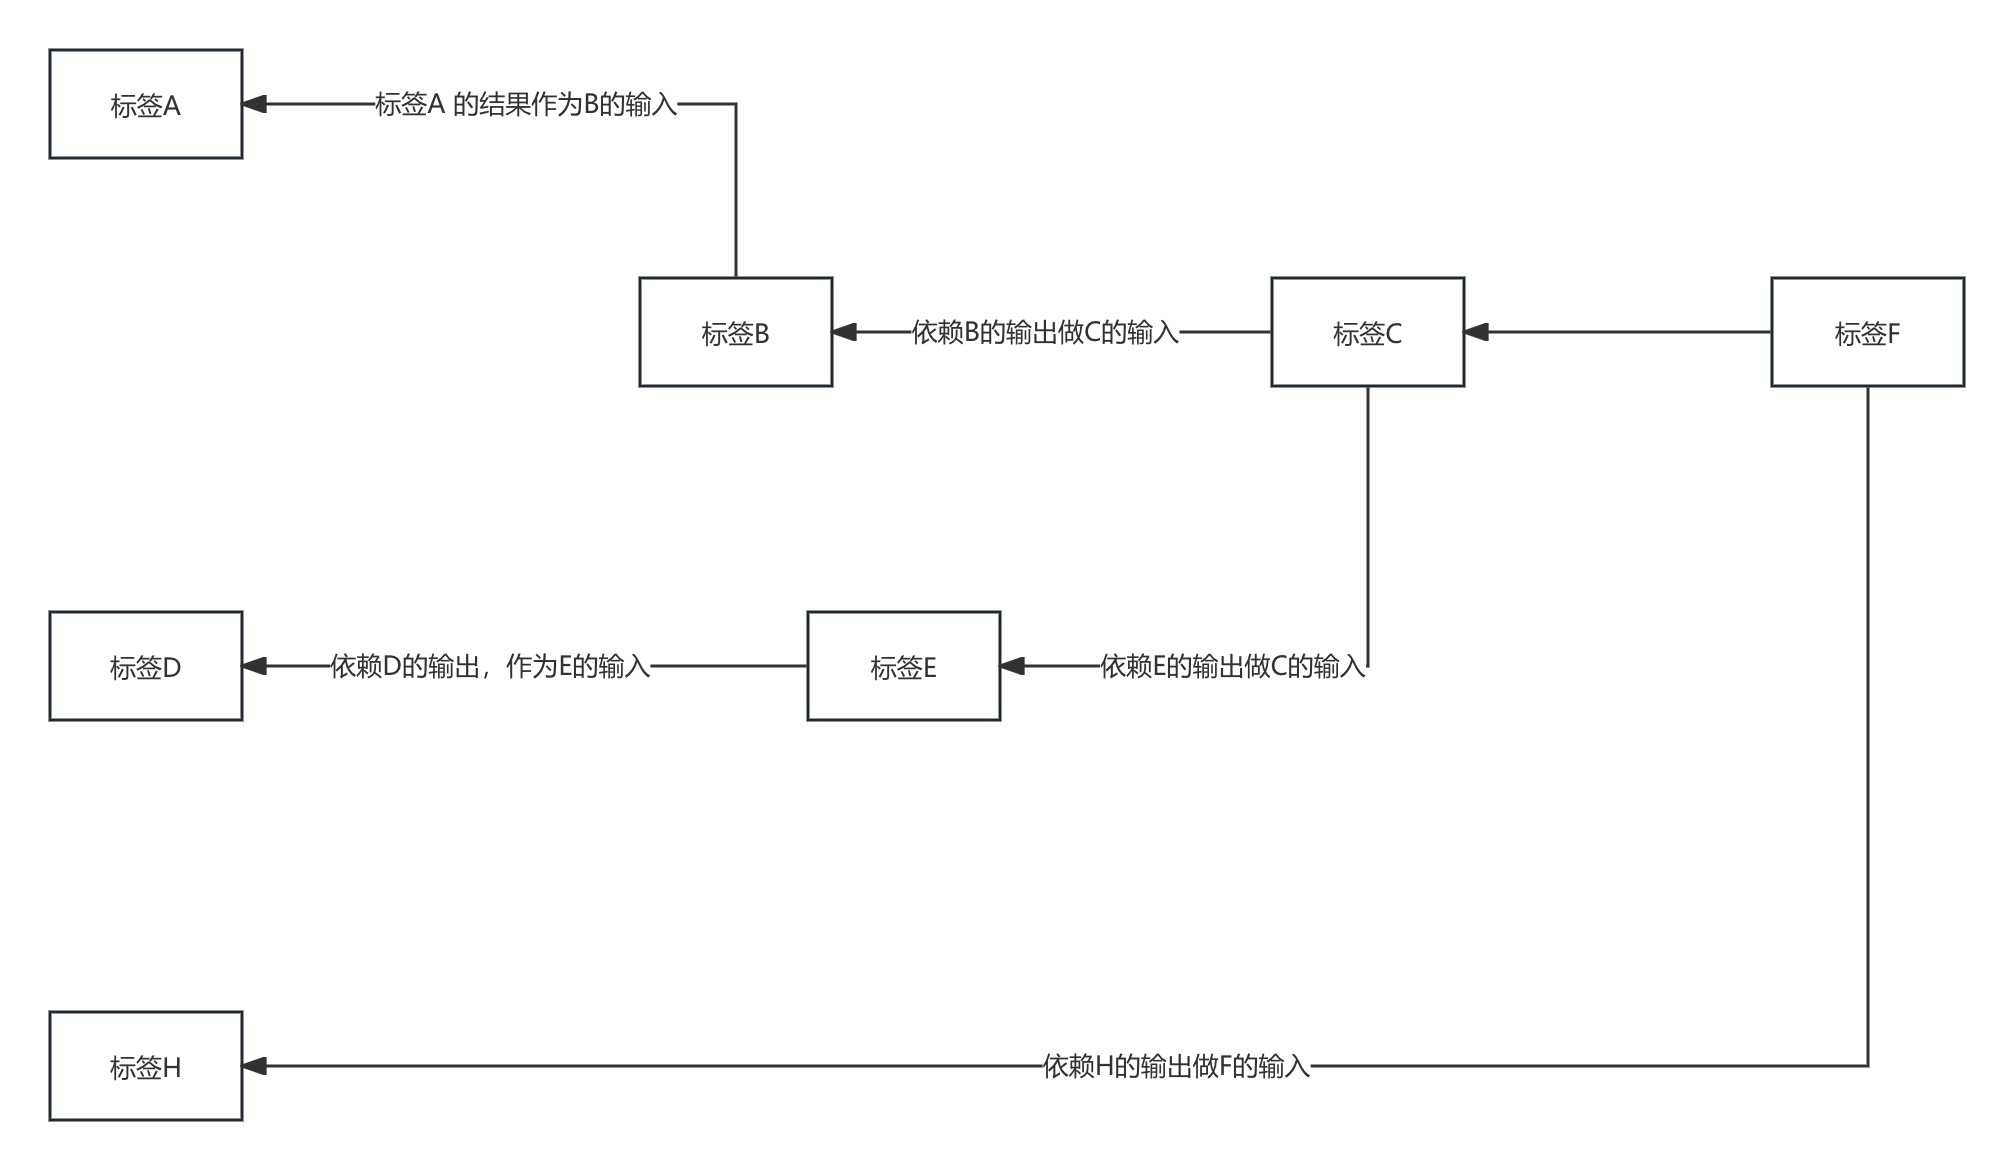 标签A
标签A 的结果作为B的输入
标签B
依赖B的输出做C的输入
标签C
标签F
标签D
依赖D的输出，作为E的输入
标签E
依赖E的输出做C的输入
标签H
依赖H的输出做F的输入